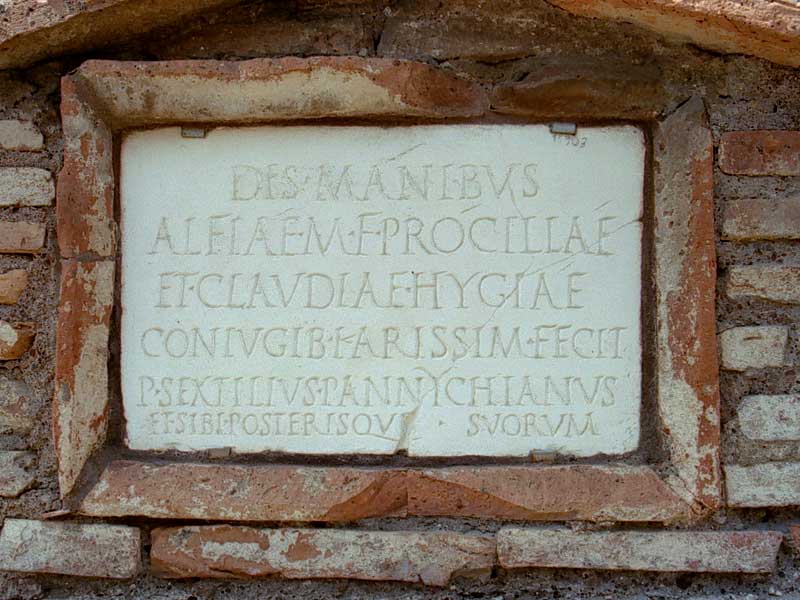 DIS·MANIBVS
ALFIAE·M·F·PROCILLAE
ET·CLAVDIAE·HYGIAE
CONIVGIB·KARISSIM·FECIT
P·SEXTILIVS·PANNYCHIANVS
ET·SIBI·POSTERISQVE · SVORVM